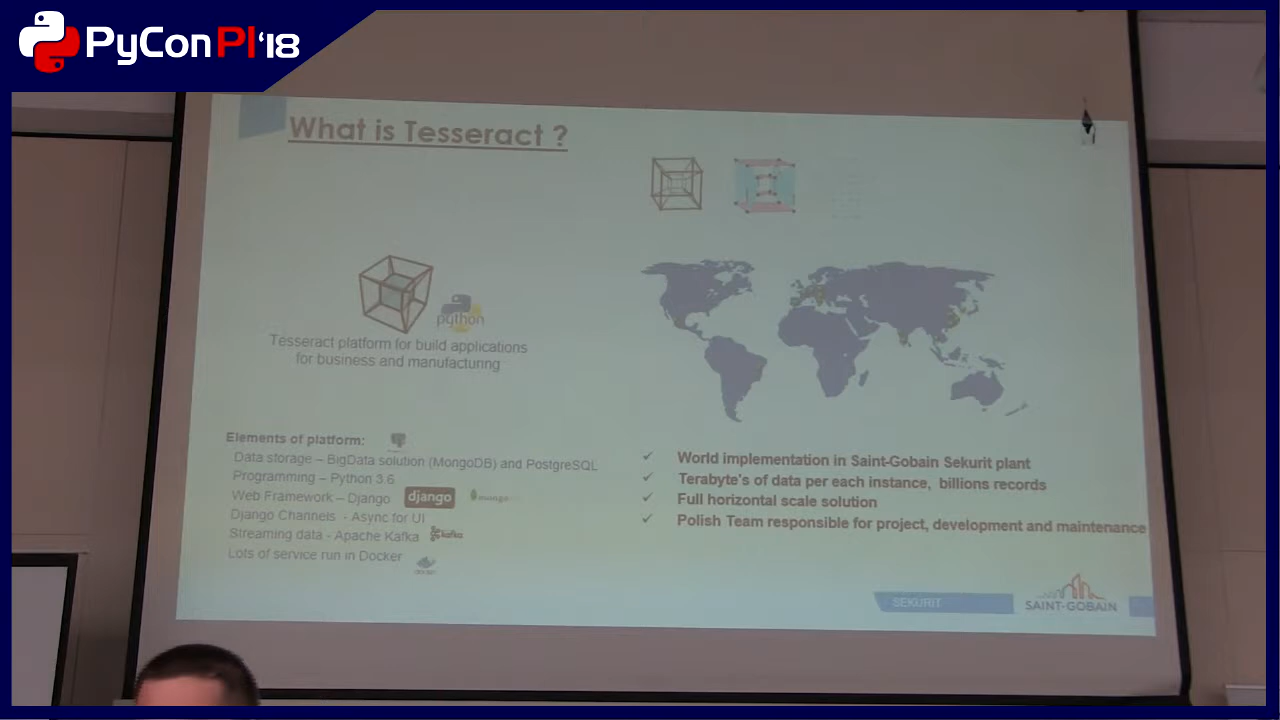 PyCon Pl '18
What is Tesseract ?
python
Tesseract platform for build applications
for business and manufacturing
Elements of platform:
Data storage – BigData solution (MongoDB) and PostgreSQL
Programming – Python 3.6
Web Framework – Django django mongo
Django Channels - Async for UI
Streaming data - Apache Kafka kafka
Lots of service run in Docker
World implementation in Saint-Gobain Sekurit plant
Terabyte's of data per each instance, billions records
Full horizontal scale solution
Polish Team responsible for project, development and maintenance
SEKURIT
SAINT-GOBAIN